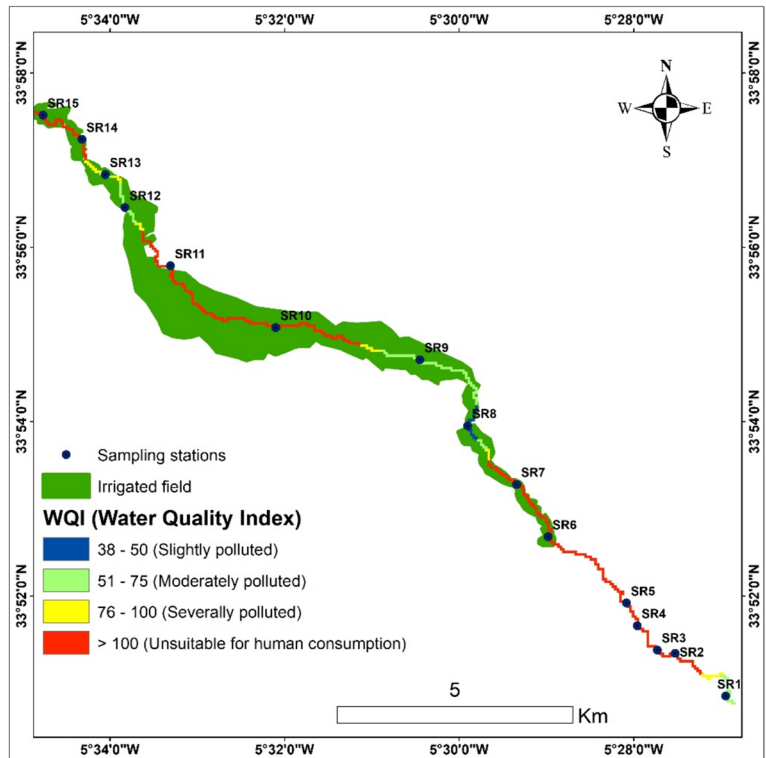 5°34'0"W 5°32'0"W 5°30'0"W 5°28'0"W
33°58'0"N 33°58'0"N
N
W E
S
SR15
SR14
SR13
SR12
33°56'0"N 33°56'0"N
SR11
SR10
SR9
33°54'0"N 33°54'0"N
SR8
Sampling stations
SR7
Irrigated field
WQI (Water Quality Index)
SR6
38 - 50 (Slightly polluted)
51 - 75 (Moderately polluted)
33°52'0"N 33°52'0"N
SR5
76 - 100 (Severally polluted)
SR4
> 100 (Unsuitable for human consumption)
SR3
SR2
SR1
5
Km
5°34'0"W 5°32'0"W 5°30'0"W 5°28'0"W